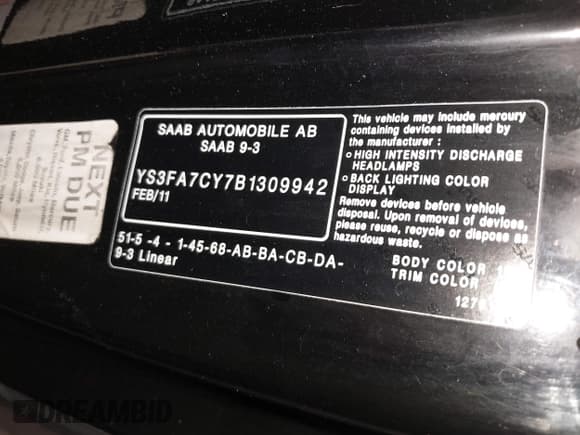 SAAB AUTOMOBILE AB
SAAB 9-3
YS3FA7CY7B1309942
FEB/11
51-5 -4 - 1-45-68-AB-BA-CB-DA-
9-3 Linear
This vehicle may include mercury
containing devices installed by
the manufacturer :
HIGH INTENSITY DISCHARGE
HEADLAMPS
BACK LIGHTING COLOR
DISPLAY
Remove devices before vehicle
disposal. Upon removal of devices,
please reuse, recycle or dispose as
hazardous waste.
BODY COLOR
TRIM COLOR
NEXT
PM DUE
DREAMBID